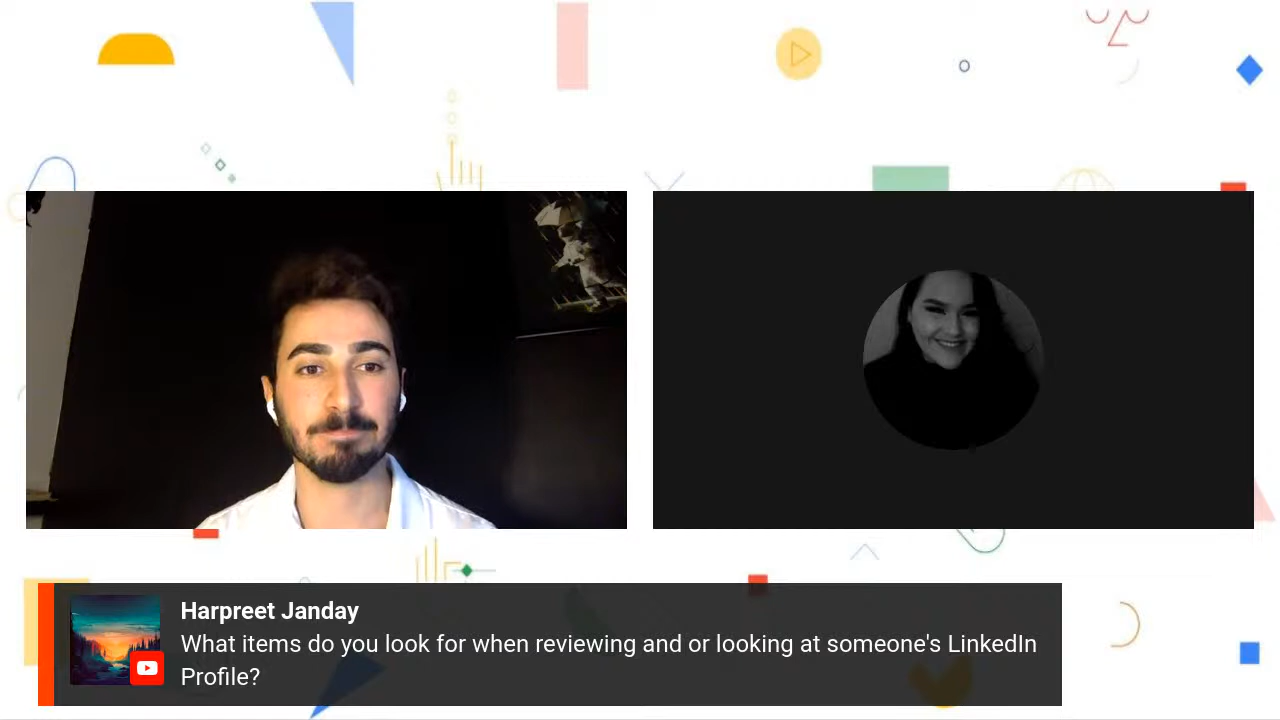 Harpreet Janday
What items do you look for when reviewing and or looking at someone's LinkedIn
Profile?